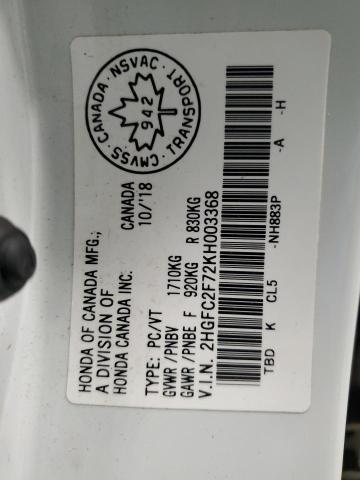 HONDA OF CANADA MFG.;
A DIVISION OF CANADA
HONDA CANADA INC. 10/'18
TYPE: PC/VT
GVWR/PNBV 1710KG
GAWR/PNBE F 920KG R 830KG
V.I.N. 2HGFC2F72KH003368
TBD K CL5 -NH883P -A -H
CANADA · NSVAC · TRANSPORT · CMVSS ·
942